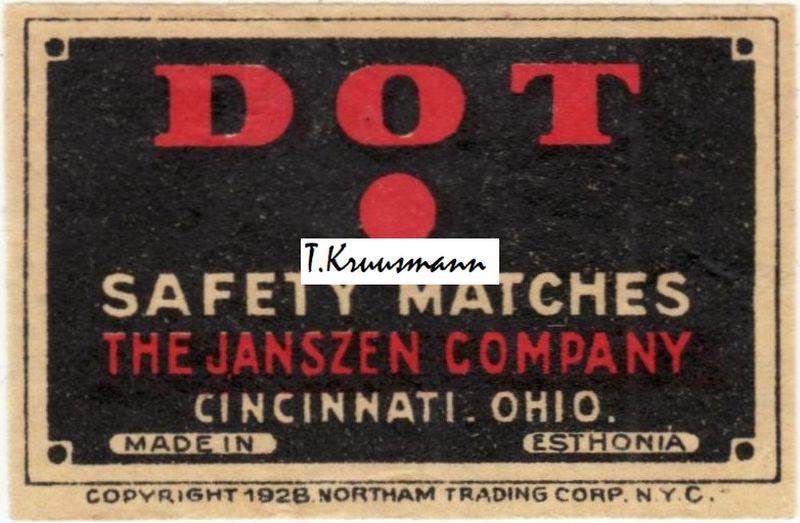 DOT
T.Kruusmann
SAFETY MATCHES
THE JANSZEN COMPANY
CINCINNATI. OHIO.
MADE IN ESTHONIA
COPYRIGHT 1928. NORTHAM TRADING CORP. N.Y.C.